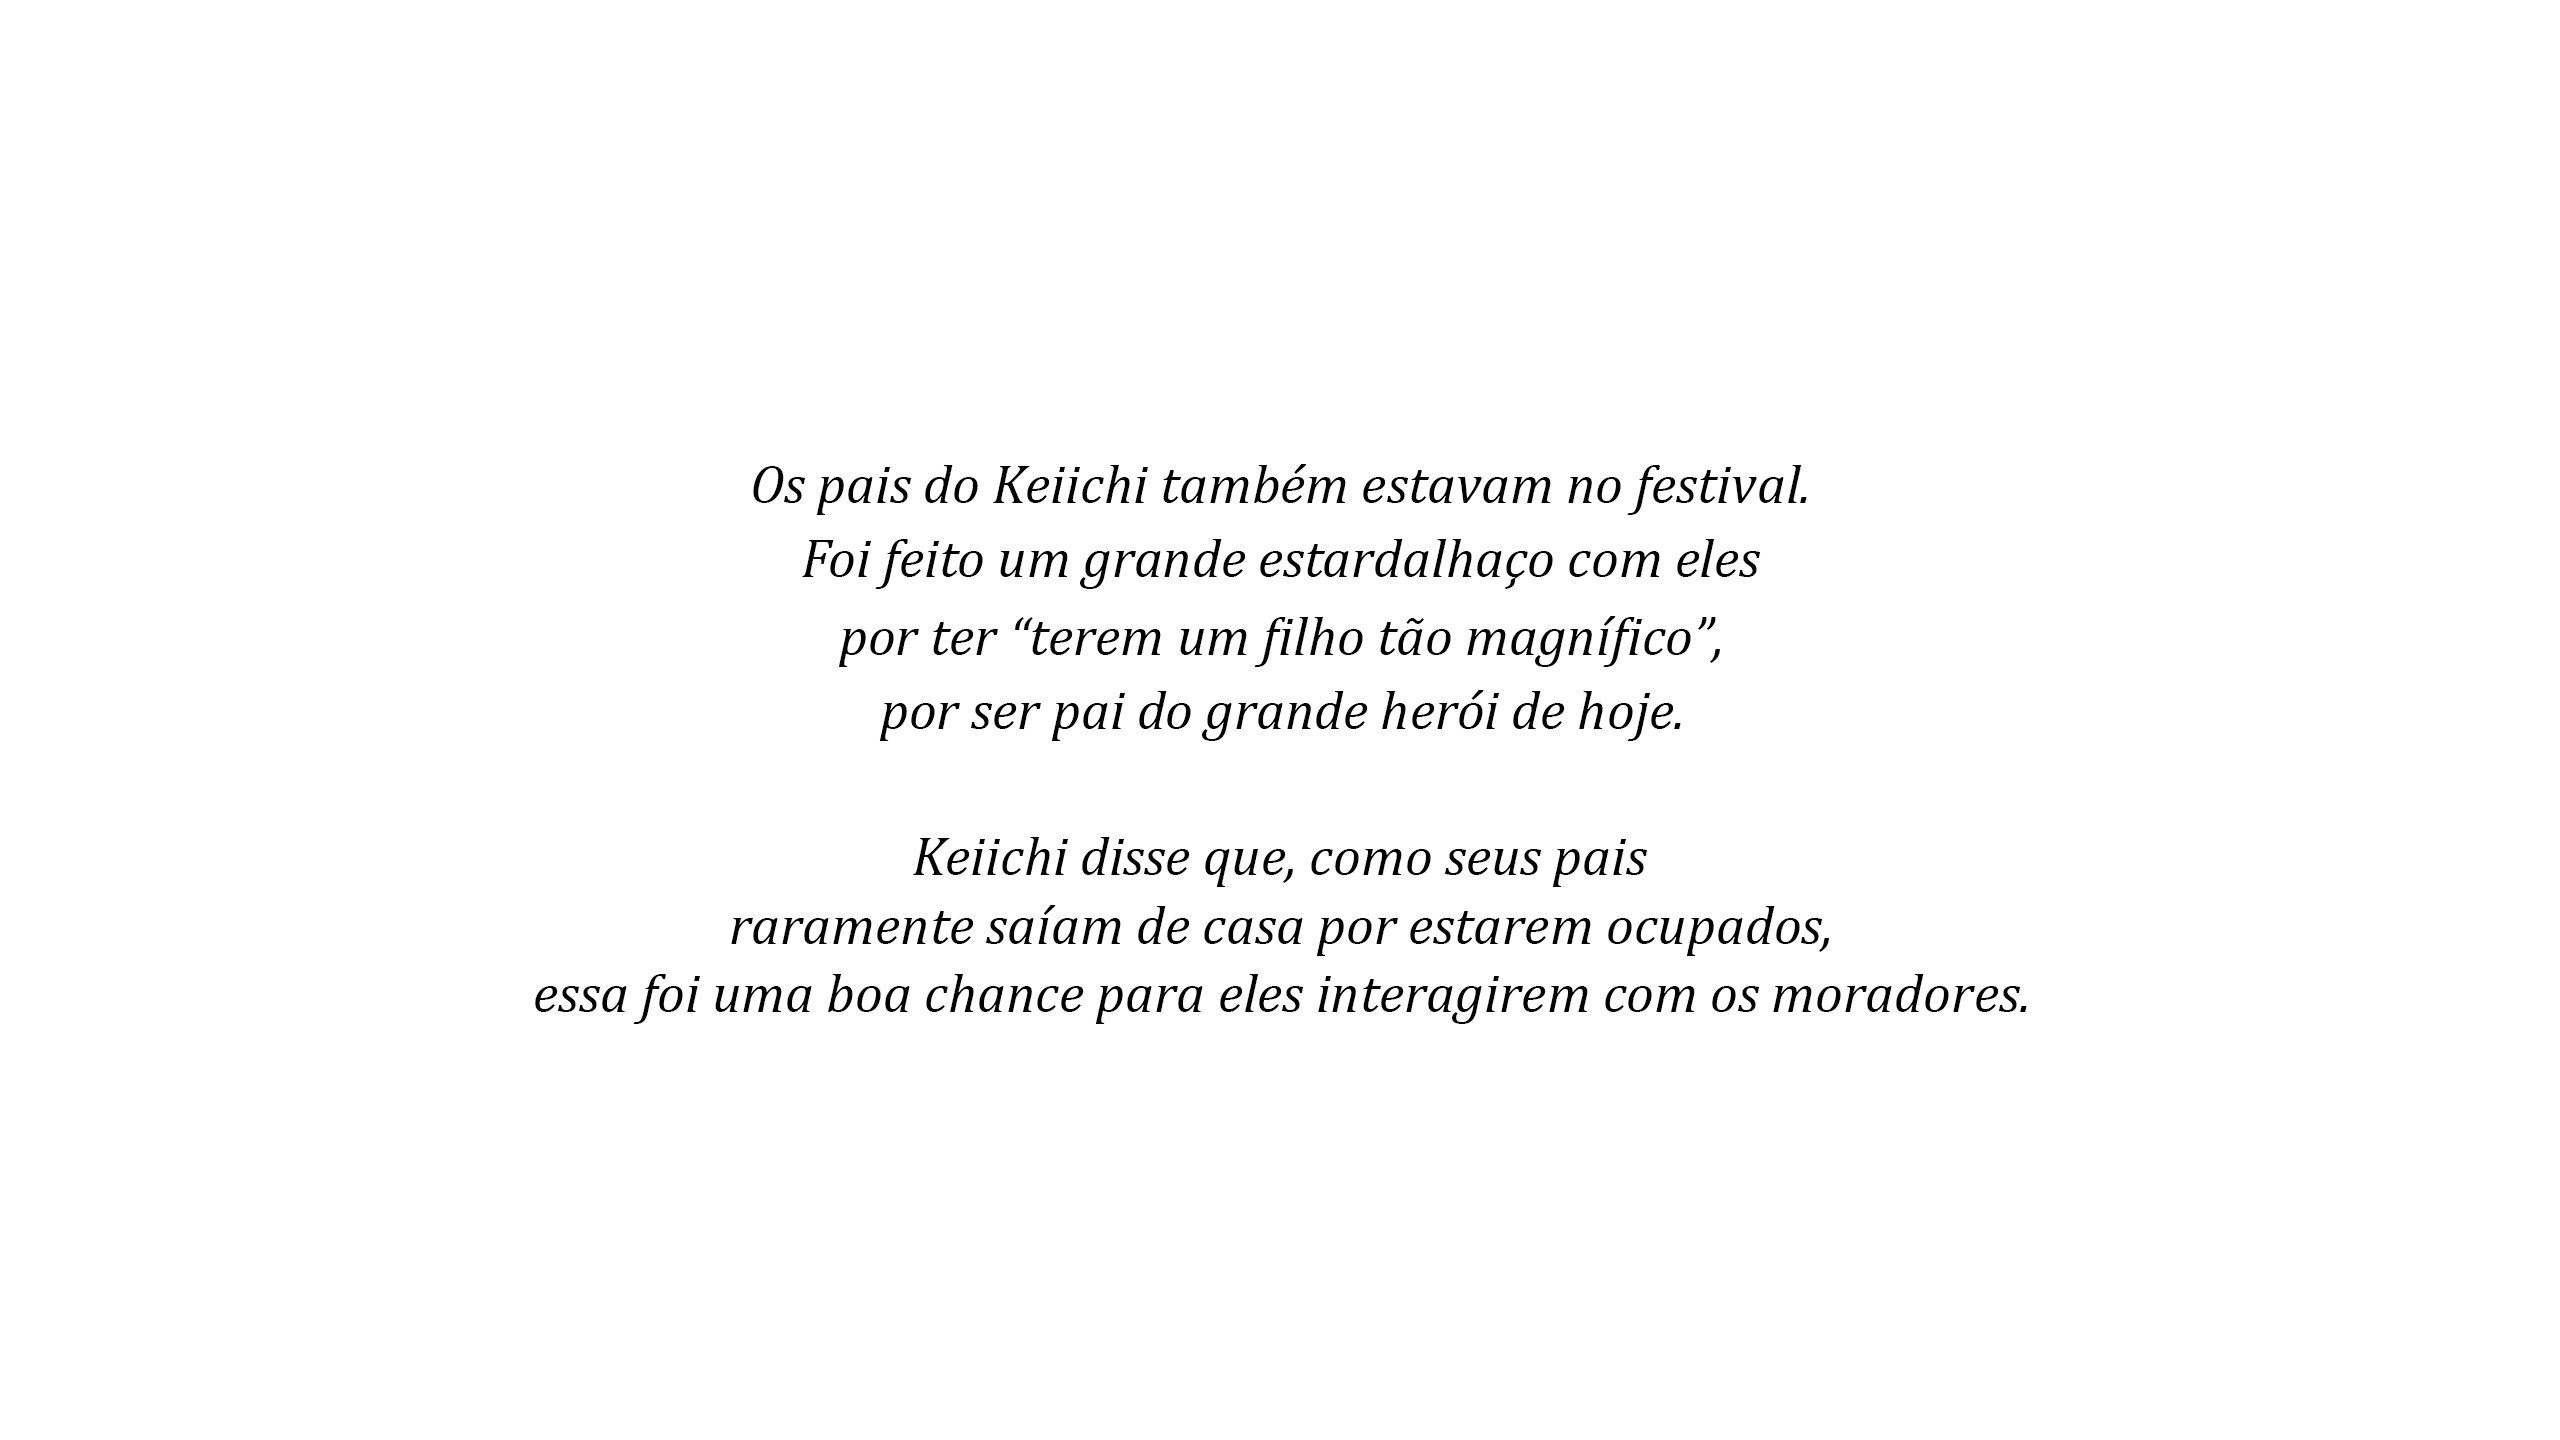 Os pais do Keiichi também estavam no festival.
Foi feito um grande estardalhaço com eles
por ter “terem um filho tão magnífico”,
por ser pai do grande herói de hoje.
Keiichi disse que, como seus pais
raramente saíam de casa por estarem ocupados,
essa foi uma boa chance para eles interagirem com os moradores.